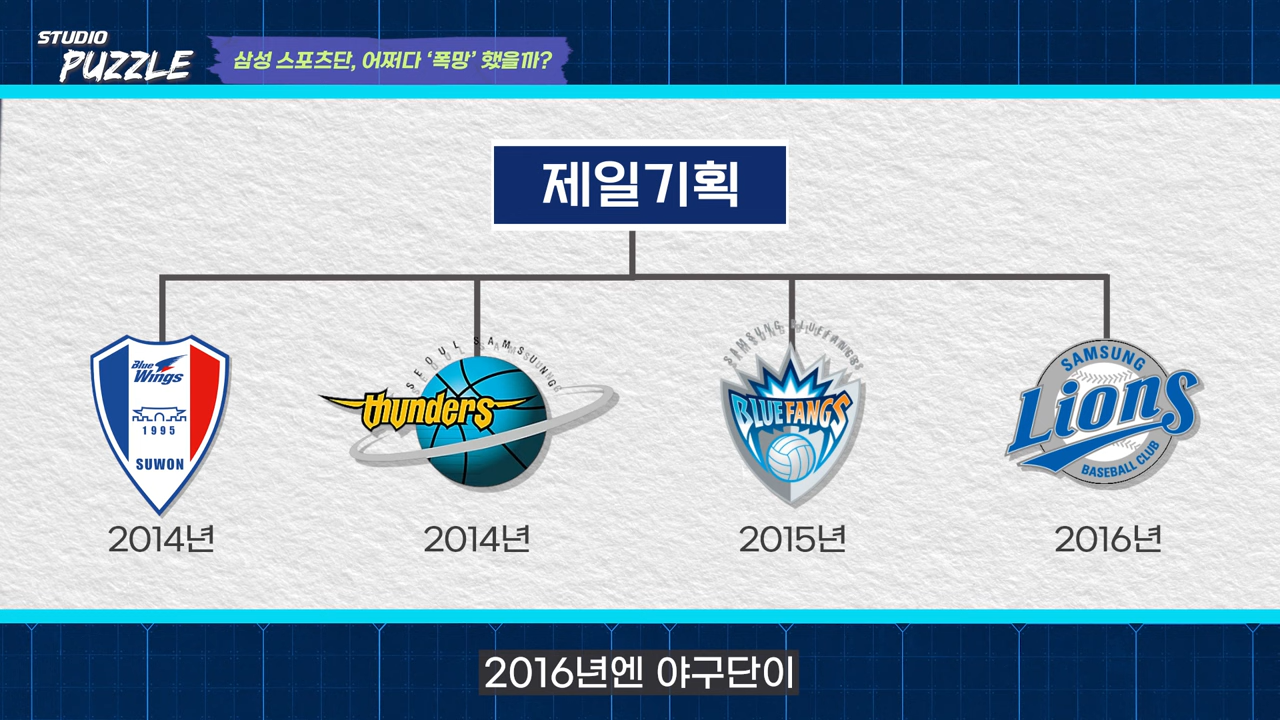 STUDIO
PUZZLE
삼성 스포츠단, 어쩌다 ‘폭망’ 했을까?
제일기획
Blue Wings
1995
SUWON
SEOUL SAMSUNG
thunders
SAMSUNG BLUEFANGS
BLUEFANGS
SAMSUNG
Lions
BASEBALL CLUB
2014년
2014년
2015년
2016년
2016년엔 야구단이